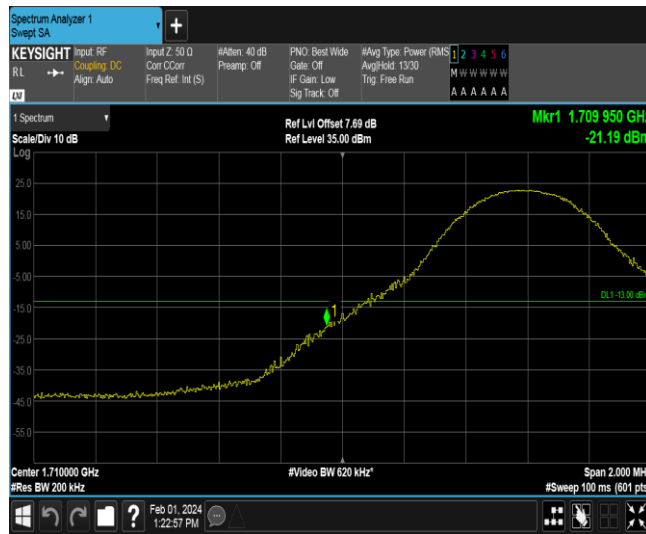 Spectrum Analyzer 1
Swept SA
+
KEYSIGHT
RL
LXI
Input: RF
Coupling: DC
Align: Auto
Input Z: 50 Ω
Corr CCorr
Freq Ref: Int (S)
#Atten: 40 dB
Preamp: Off
PNO: Best Wide
Gate: Off
IF Gain: Low
Sig Track: Off
#Avg Type: Power (RMS
Avg|Hold: 13/30
Trig: Free Run
1 2 3 4 5 6
M W W W W W
A A A A A A
1 Spectrum
Scale/Div 10 dB
Log
Ref Lvl Offset 7.69 dB
Ref Level 35.00 dBm
Mkr1 1.709 950 GHz
-21.19 dBm
25.0
15.0
5.00
-5.00
-15.0
-25.0
-35.0
-45.0
-55.0
1
DL1 -13.00 dBm
Center 1.710000 GHz
#Res BW 200 kHz
#Video BW 620 kHz*
Span 2.000 MH
#Sweep 100 ms (601 pts
?
Feb 01, 2024
1:22:57 PM